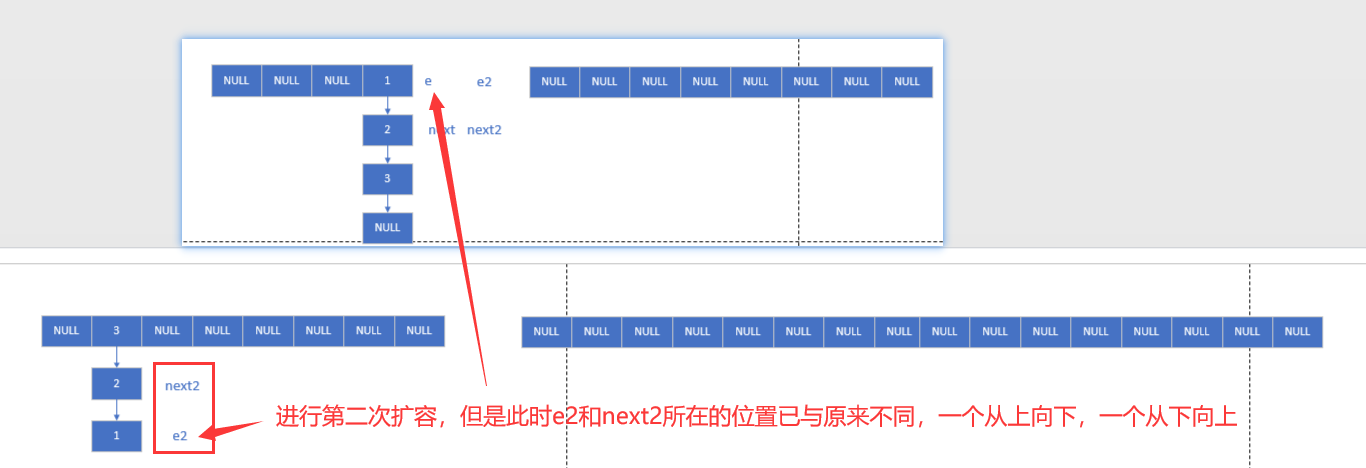 NULL NULL NULL 1 e e2 NULL NULL NULL NULL NULL NULL NULL NULL
2 next next2
3
NULL
NULL 3 NULL NULL NULL NULL NULL NULL NULL NULL NULL NULL NULL NULL NULL NULL NULL NULL NULL NULL NULL NULL NULL NULL
2 next2
进行第二次扩容，但是此时e2和next2所在的位置已与原来不同，一个从上向下，一个从下向上
1 e2